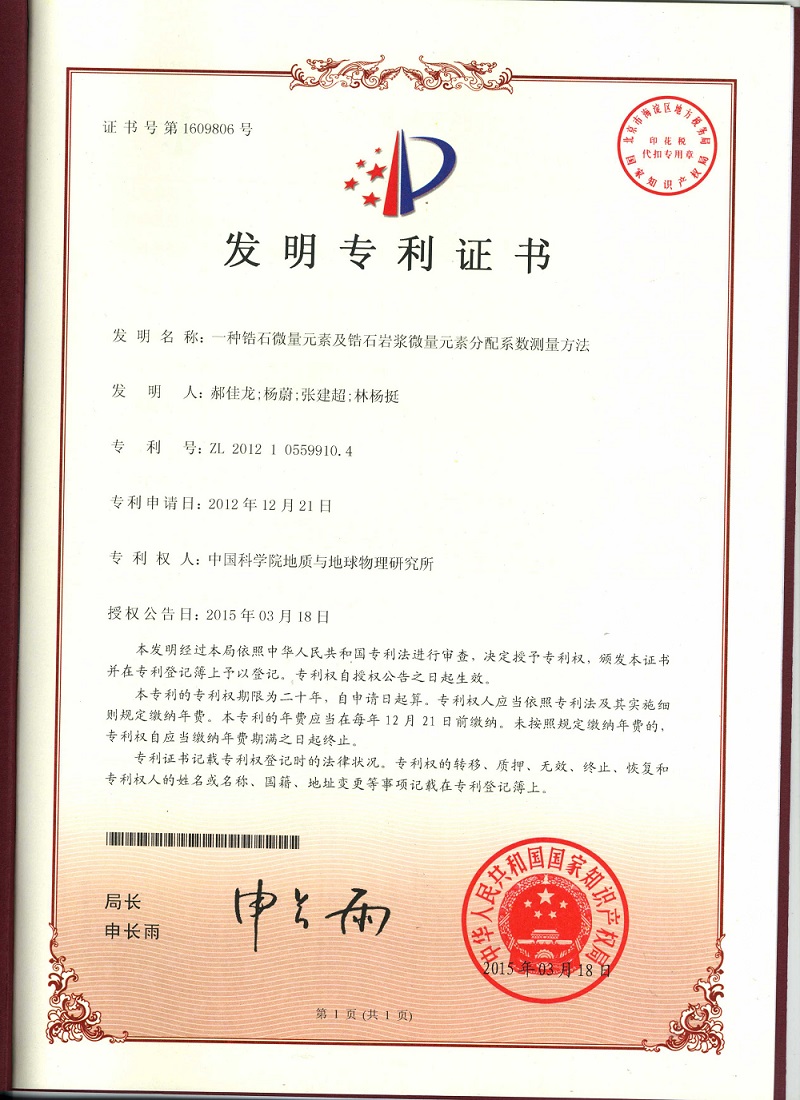 证书号第1609806号
北京市海淀区地方税务局
印花税
代扣专用章
国家知识产权局
发明专利证书
发明名称：一种锆石微量元素及锆石岩浆微量元素分配系数测量方法
发明人：郝佳龙;杨蔚;张建超;林杨挺
专利号：ZL 2012 1 0559910.4
专利申请日：2012年12月21日
专利权人：中国科学院地质与地球物理研究所
授权公告日：2015年03月18日
本发明经过本局依照中华人民共和国专利法进行审查，决定授予专利权，颁发本证书
并在专利登记簿上予以登记。专利权自授权公告之日起生效。
本专利的专利权期限为二十年，自申请日起算。专利权人应当依照专利法及其实施细
则规定缴纳年费。本专利的年费应当在每年12月21日前缴纳。未按照规定缴纳年费的，
专利权自应当缴纳年费期满之日起终止。
专利证书记载专利权登记时的法律状况。专利权的转移、质押、无效、终止、恢复和
专利权人的姓名或名称、国籍、地址变更等事项记载在专利登记簿上。
局长
申长雨
申长雨
中华人民共和国国家知识产权局
2015年03月18日
第1页(共1页)